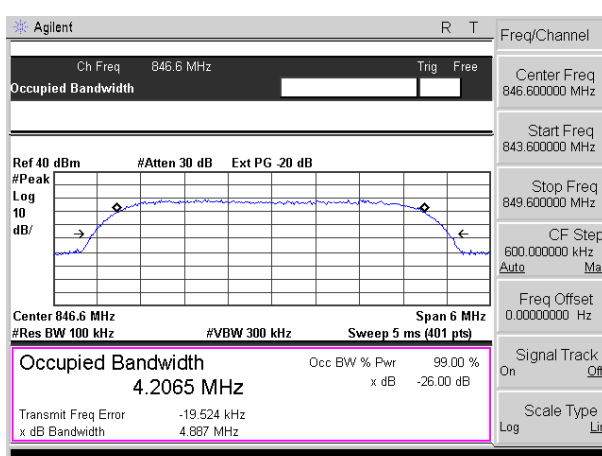 Agilent R T
Ch Freq 846.6 MHz Trig Free
Occupied Bandwidth
Ref 40 dBm #Atten 30 dB Ext PG -20 dB
#Peak
Log
10
dB/
Center 846.6 MHz Span 6 MHz
#Res BW 100 kHz #VBW 300 kHz Sweep 5 ms (401 pts)
Occupied Bandwidth
4.2065 MHz
Occ BW % Pwr 99.00 %
x dB -26.00 dB
Transmit Freq Error -19.524 kHz
x dB Bandwidth 4.887 MHz
Freq/Channel
Center Freq
846.600000 MHz
Start Freq
843.600000 MHz
Stop Freq
849.600000 MHz
CF Step
600.000000 kHz
Auto Ma
Freq Offset
0.00000000 Hz
Signal Track
On Off
Scale Type
Log Lin